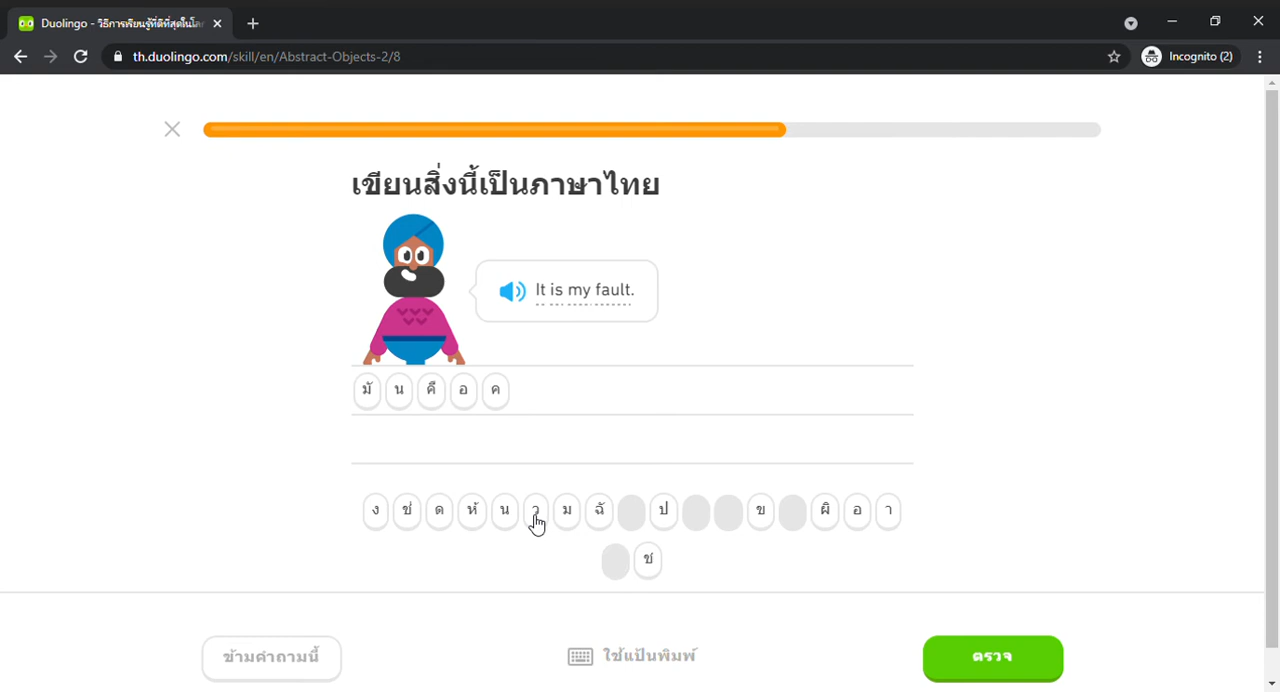 Duolingo - วิธีการเรียนรู้ที่ดีที่สุดในโลก
th.duolingo.com/skill/en/Abstract-Objects-2/8
Incognito (2)
เขียนสิ่งนี้เป็นภาษาไทย
It is my fault.
มั น คื อ ค
ง ช่ ด ห้ น ว ม ฉั ป ข ผิ อ า
ช
ข้ามคำถามนี้
ใช้แป้นพิมพ์
ตรวจ